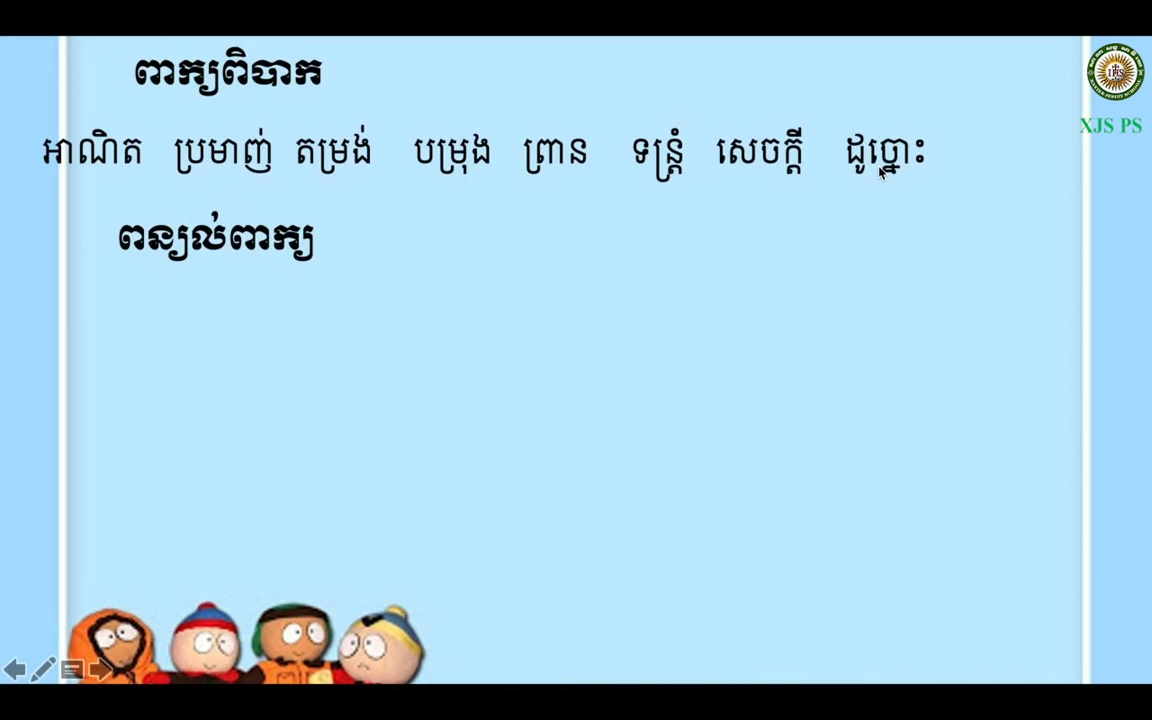 ពាក្យពិបាក
XJS PS
អាណិត ប្រមាញ់ តម្រង់ បម្រុង ព្រាន ទន្ទ្រាំ សេចក្ដី ដូច្នោះ
ពន្យល់ពាក្យ